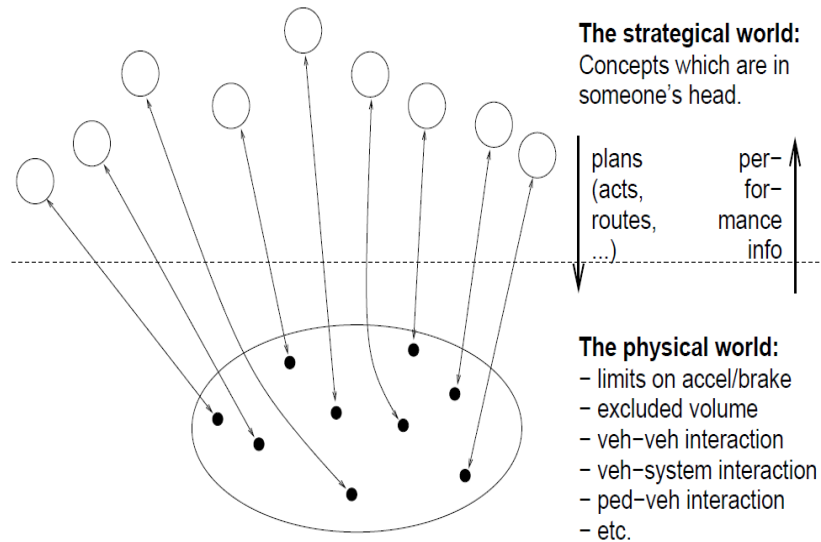 The strategical world:
Concepts which are in
someone's head.
plans per−
(acts, for−
routes, mance
...) info
The physical world:
− limits on accel/brake
− excluded volume
− veh−veh interaction
− veh−system interaction
− ped−veh interaction
− etc.